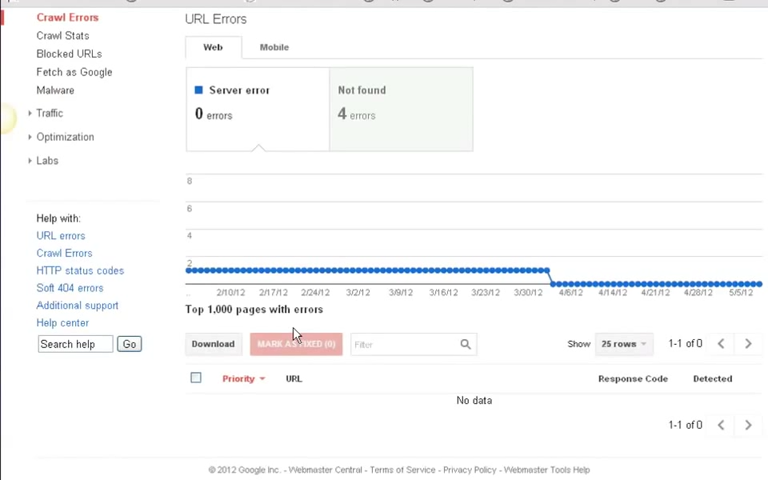 Crawl Errors
Crawl Stats
Blocked URLs
Fetch as Google
Malware
Traffic
Optimization
Labs
Help with:
URL errors
Crawl Errors
HTTP status codes
Soft 404 errors
Additional support
Help center
Search help Go
URL Errors
Web Mobile
Server error Not found
0 errors 4 errors
8
6
4
2
2/10/12 2/17/12 2/24/12 3/2/12 3/9/12 3/16/12 3/23/12 3/30/12 4/6/12 4/14/12 4/21/12 4/28/12 5/5/12
Top 1,000 pages with errors
Download MARK AS FIXED (0) Filter Show 25 rows 1-1 of 0
Priority URL Response Code Detected
No data
1-1 of 0
© 2012 Google Inc. - Webmaster Central - Terms of Service - Privacy Policy - Webmaster Tools Help